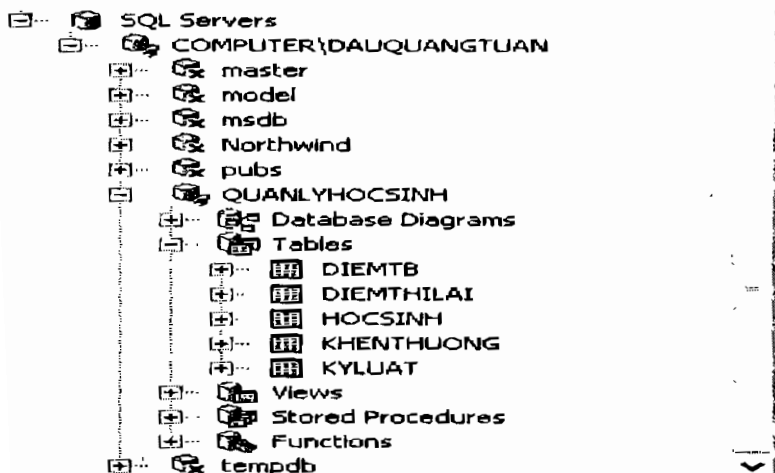 SQL Servers
COMPUTER\DAUQUANGTUAN
master
model
msdb
Northwind
pubs
QUANLYHOCSINH
Database Diagrams
Tables
DIEMTB
DIEMTHILAI
HOCSINH
KHENTHUONG
KYLUAT
Views
Stored Procedures
Functions
tempdb